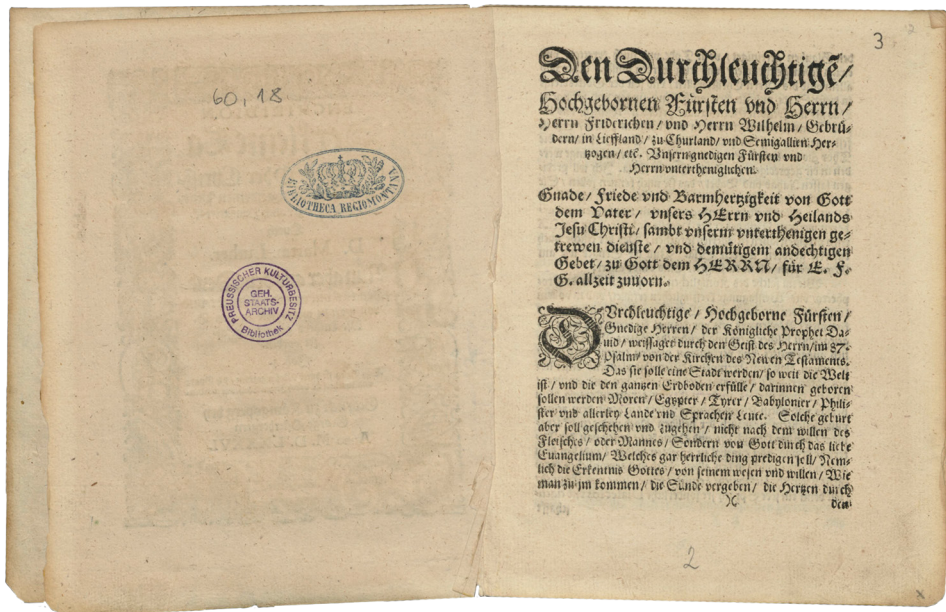 60, 18.
BIBLIOTHECA REGIOMONTANA
PREUSSISCHER KULTURBESITZ
GEH.
STAATS-
ARCHIV
Bibliothek
3
Den Durchleuchtigē/
Hochgebornen Fürsten vnd Herrn/
Herrn Friderichen/ vnd Herrn Wilhelm/ Gebrü-
dern/ in Lieffland/ zu Churland/ vnd Semigallien Her-
tzogen/ etc. Vnsern gnedigen Fürsten vnd
Herrn vntertheniglichen.
Gnade/ Friede vnd Barmhertzigkeit von Gott
dem Vater/ vnsers HErrn vnd Heilands
Jesu Christi/ sambt vnserm vnterthenigen ge-
trewen dienste/ vnd demütigem andechtigen
Gebet/ zu Gott dem HERRN/ für E. F.
G. allzeit zuuorn.
DVrchleuchtige/ Hochgeborne Fürsten/
Gnedige Herren/ der Königliche Prophet Da-
uid/ weissaget durch den Geist des Herrn/ im 87.
Psalm/ von der Kirchen des Newen Testaments.
Das sie solle eine Stadt werden/ so weit die Welt
ist/ vnd die den gantzen Erdboden erfülle/ darinnen geboren
sollen werden Moren/ Egypter/ Tyrer/ Babylonier/ Phili-
ster vnd allerley Lande vnd Sprachen Leute. Solche geburt
aber soll geschehen vnd zugehen/ nicht nach dem willen des
Fleisches/ oder Mannes/ Sondern von Gott durch das liebe
Euangelium/ Welches gar herrliche ding predigen soll/ Nem-
lich die Erkentnis Gottes/ von seinem wesen vnd willen/ Wie
man zu jm kommen/ die Sünde vergeben/ die Hertzen durch
den
2